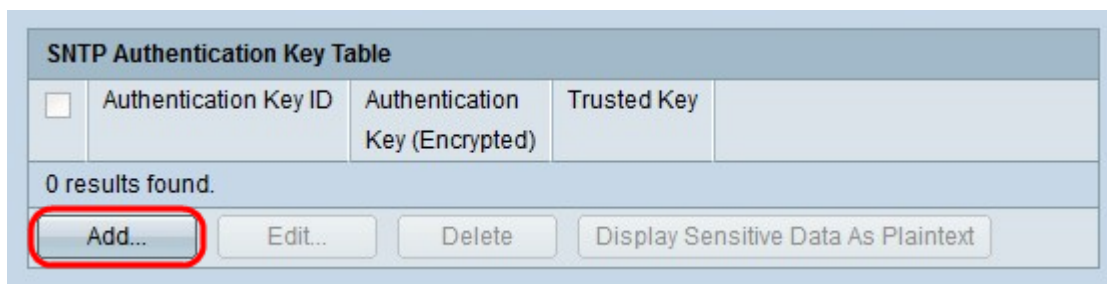 SNTP Authentication Key Table
Authentication Key ID Authentication Trusted Key
Key (Encrypted)
0 results found.
Add... Edit... Delete Display Sensitive Data As Plaintext